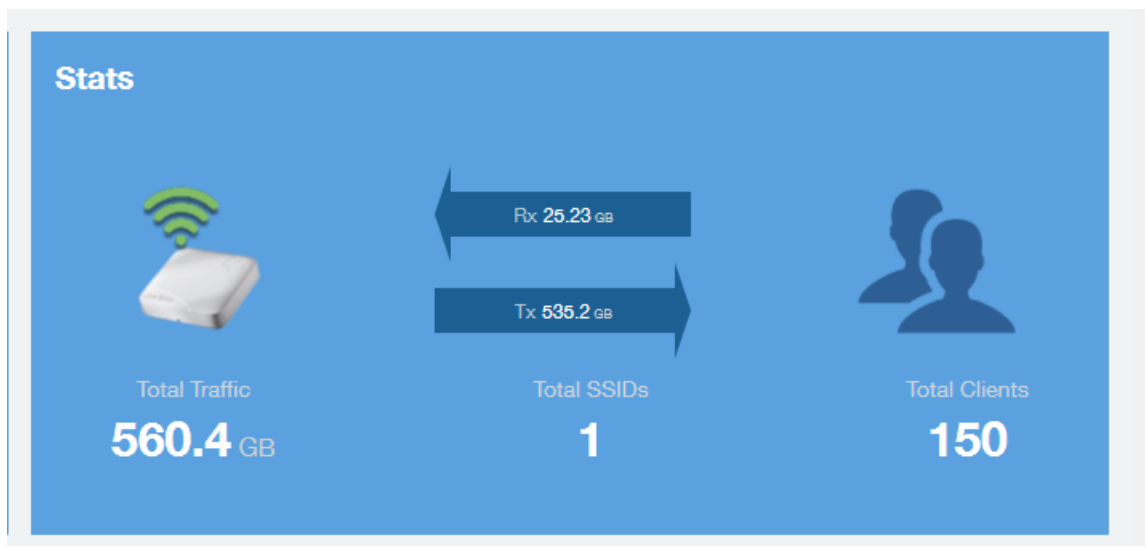 Stats
Rx 25.23 GB
Tx 535.2 GB
Total Traffic
560.4 GB
Total SSIDs
1
Total Clients
150